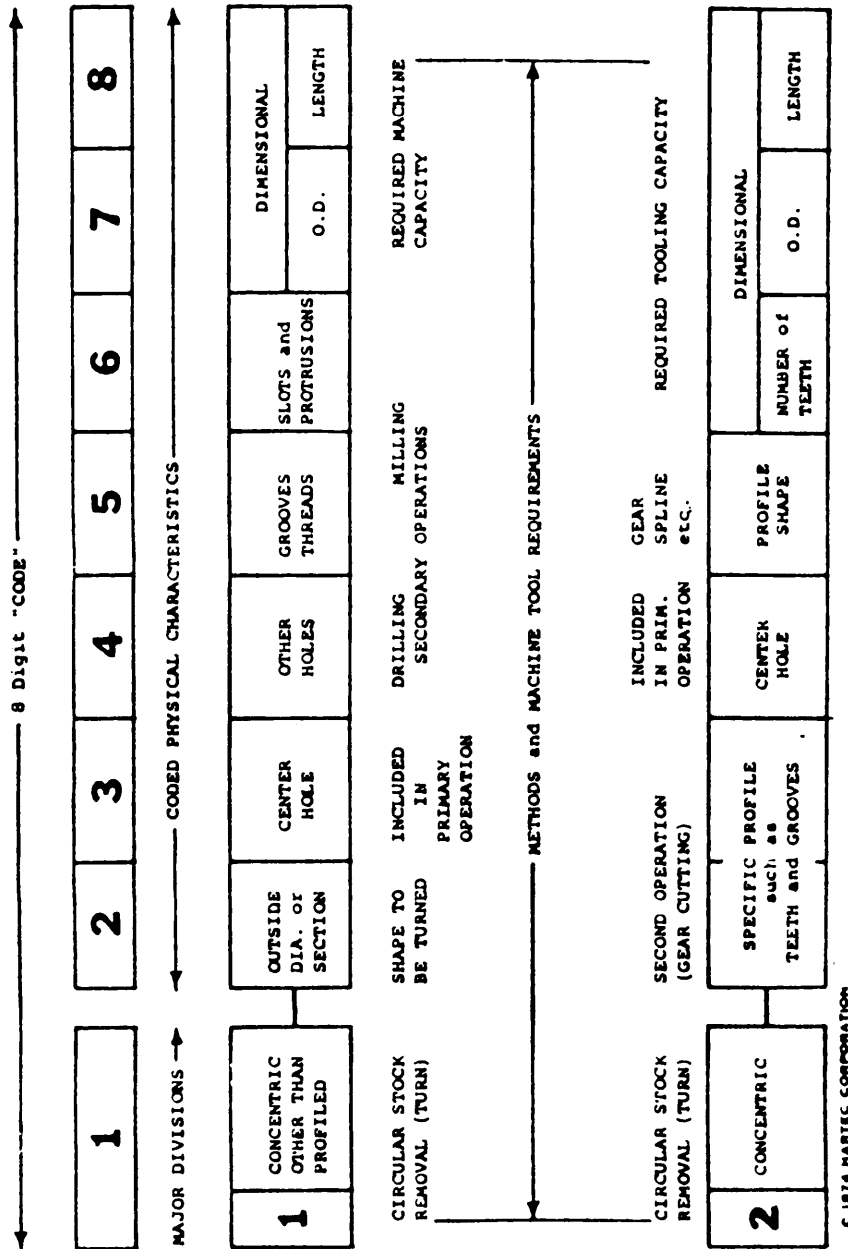 8 Digit "CODE"
1 2 3 4 5 6 7 8
MAJOR DIVISIONS
CODED PHYSICAL CHARACTERISTICS
1
CONCENTRIC
OTHER THAN
PROFILED
OUTSIDE
DIA. or
SECTION
CENTER
HOLE
OTHER
HOLES
GROOVES
THREADS
SLOTS and
PROTRUSIONS
DIMENSIONAL
O.D.
LENGTH
CIRCULAR STOCK
REMOVAL (TURN)
SHAPE TO
BE TURNED
INCLUDED
IN
PRIMARY
OPERATION
DRILLING MILLING
SECONDARY OPERATIONS
REQUIRED MACHINE
CAPACITY
METHODS and MACHINE TOOL REQUIREMENTS
CIRCULAR STOCK
REMOVAL (TURN)
SECOND OPERATION
(GEAR CUTTING)
INCLUDED
IN PRIM.
OPERATION
GEAR
SPLINE
etc.
REQUIRED TOOLING CAPACITY
2
CONCENTRIC
SPECIFIC PROFILE
such as
TEETH and GROOVES
CENTER
HOLE
PROFILE
SHAPE
DIMENSIONAL
NUMBER of
TEETH
O.D.
LENGTH
© 1974 MARTEC CORPORATION